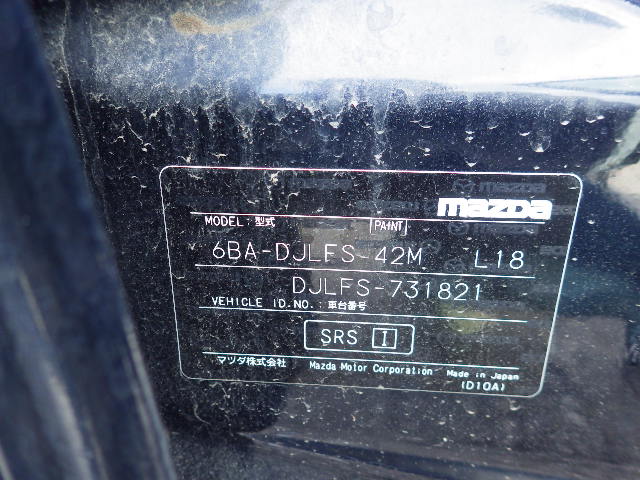 mazda
MODEL: 型式 PAINT
6BA-DJLFS-42M L18
DJLFS-731821
VEHICLE ID.NO.: 車台番号
SRS I
マツダ株式会社 Mazda Motor Corporation Made in Japan
(D10A)